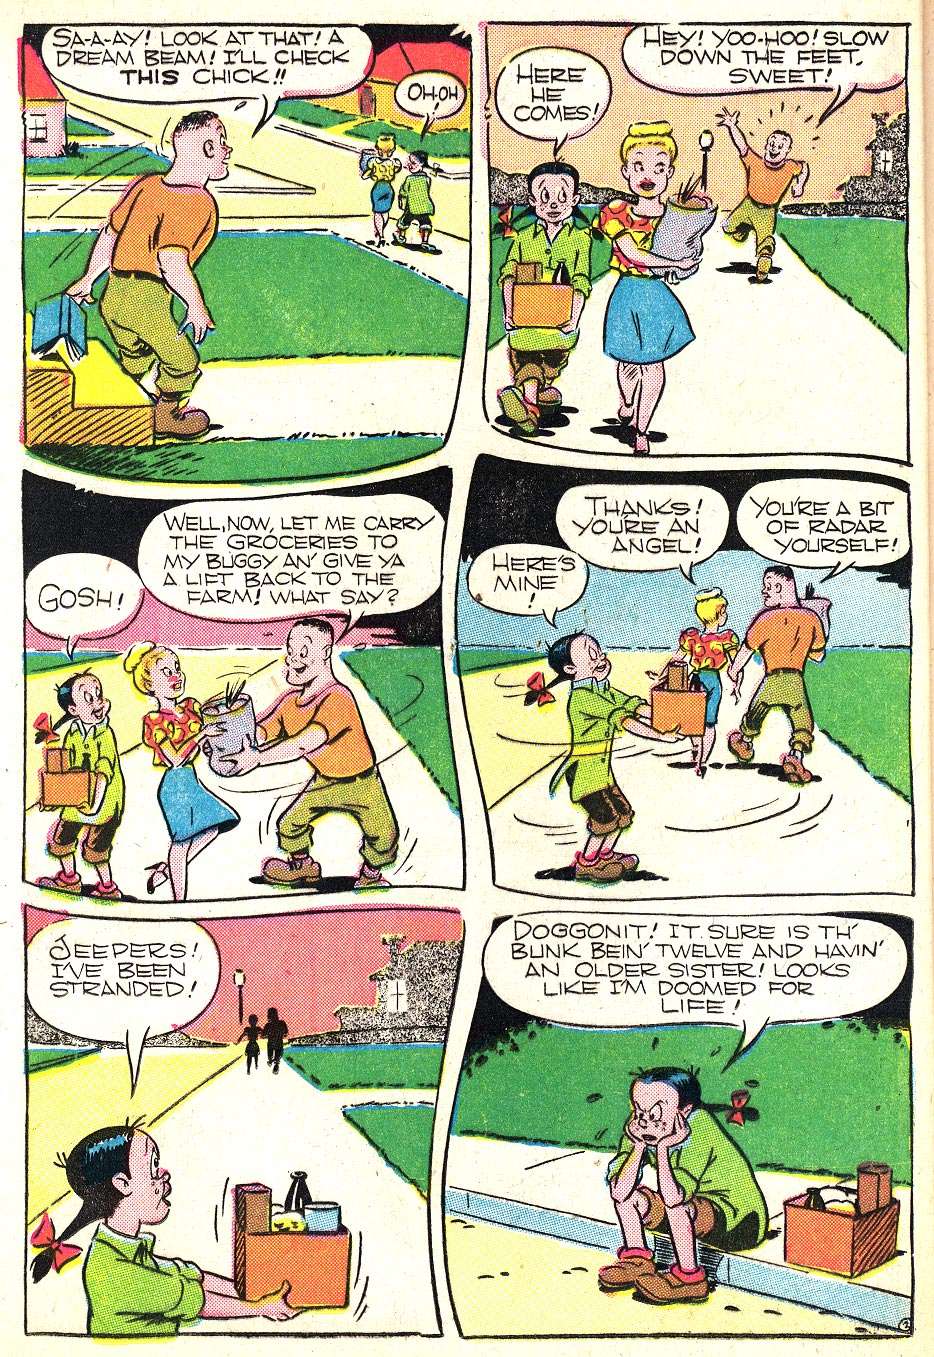 SA-A-AY! LOOK AT THAT! A
DREAM BEAM! I'LL CHECK
THIS CHICK!!
OH-OH
HERE
HE
COMES!
HEY! YOO-HOO! SLOW
DOWN THE FEET,
SWEET!
GOSH!
WELL, NOW, LET ME CARRY
THE GROCERIES TO
MY BUGGY AN' GIVE YA
A LIFT BACK TO THE
FARM! WHAT SAY?
HERE'S
MINE
!
THANKS!
YOU'RE AN
ANGEL!
YOU'RE A BIT
OF RADAR
YOURSELF!
JEEPERS!
I'VE BEEN
STRANDED!
DOGGONIT! IT SURE IS TH'
BUNK BEIN' TWELVE AND HAVIN'
AN OLDER SISTER! LOOKS
LIKE I'M DOOMED FOR
LIFE!